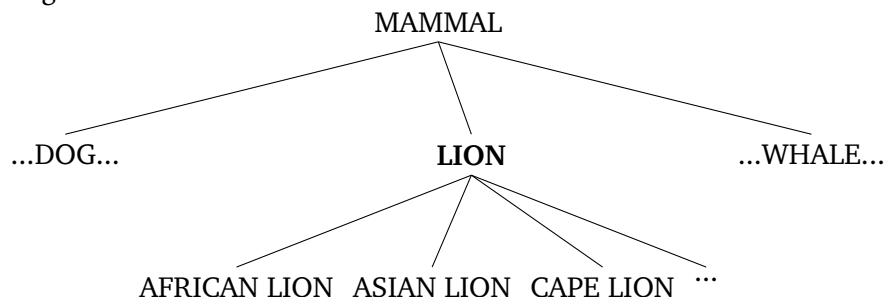 MAMMAL
...DOG... LION ...WHALE...
AFRICAN LION ASIAN LION CAPE LION ...